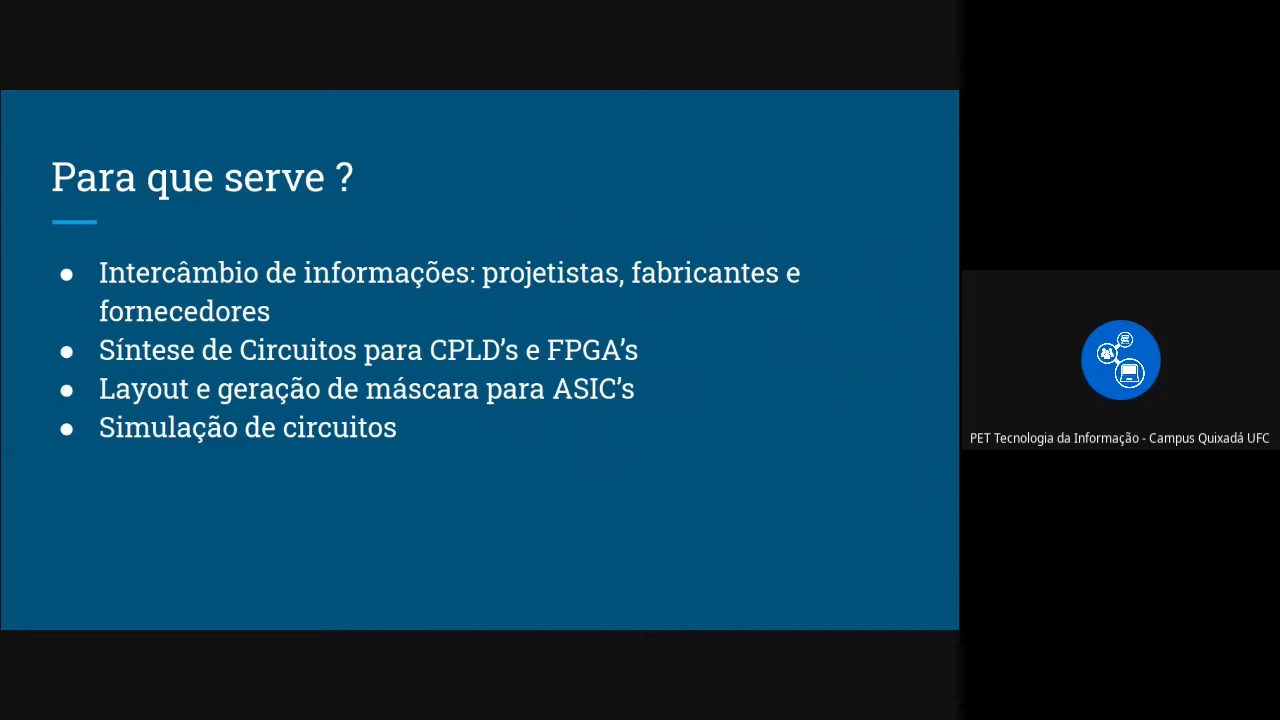 Para que serve ?
● Intercâmbio de informações: projetistas, fabricantes e
fornecedores
● Síntese de Circuitos para CPLD’s e FPGA’s
● Layout e geração de máscara para ASIC’s
● Simulação de circuitos
PET Tecnologia da Informação - Campus Quixadá UFC